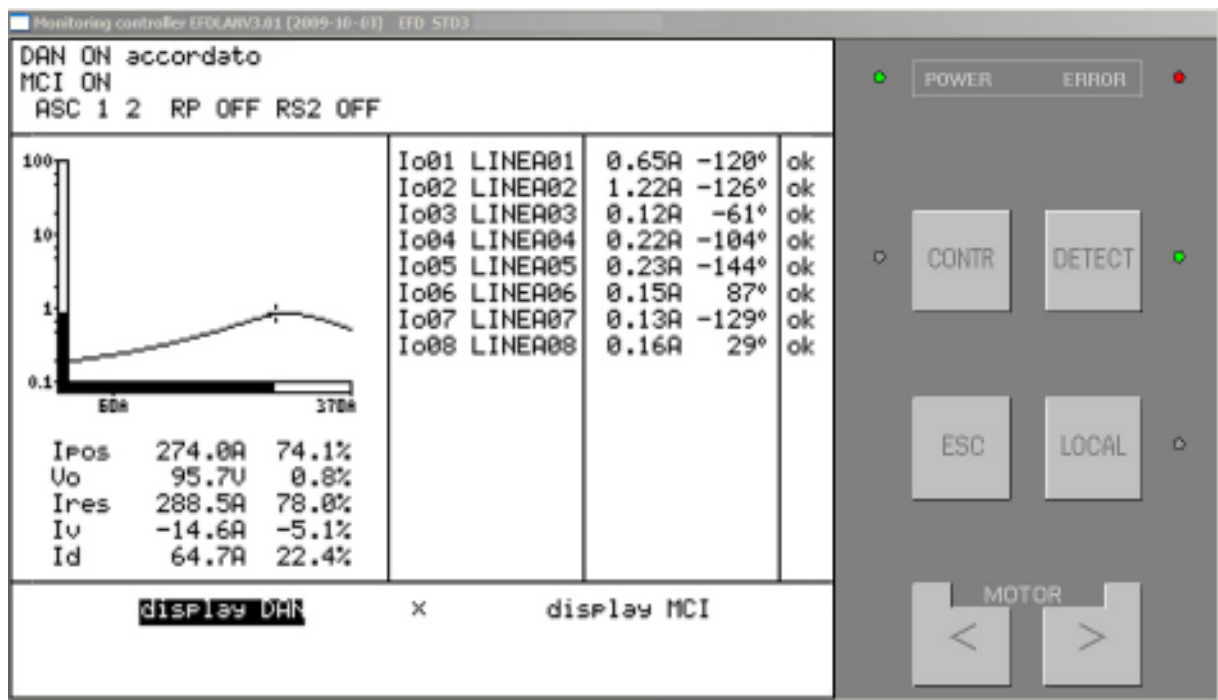 Monitoring controller EFDLANV3.01 (2009-10-01) EFD STD3
DAN ON accordato
MCI ON
ASC 1 2 RP OFF RS2 OFF
POWER ERROR
100
10
1
0.1
60A 370A
Io01 LINEA01 0.65A -120° ok
Io02 LINEA02 1.22A -126° ok
Io03 LINEA03 0.12A -61° ok
Io04 LINEA04 0.22A -104° ok
Io05 LINEA05 0.23A -144° ok
Io06 LINEA06 0.15A 87° ok
Io07 LINEA07 0.13A -129° ok
Io08 LINEA08 0.16A 29° ok
Ipos 274.0A 74.1%
Vo 95.7V 0.8%
Ires 288.5A 78.0%
Iv -14.6A -5.1%
Id 64.7A 22.4%
display DAN × display MCI
CONTR DETECT
ESC LOCAL
MOTOR
< >